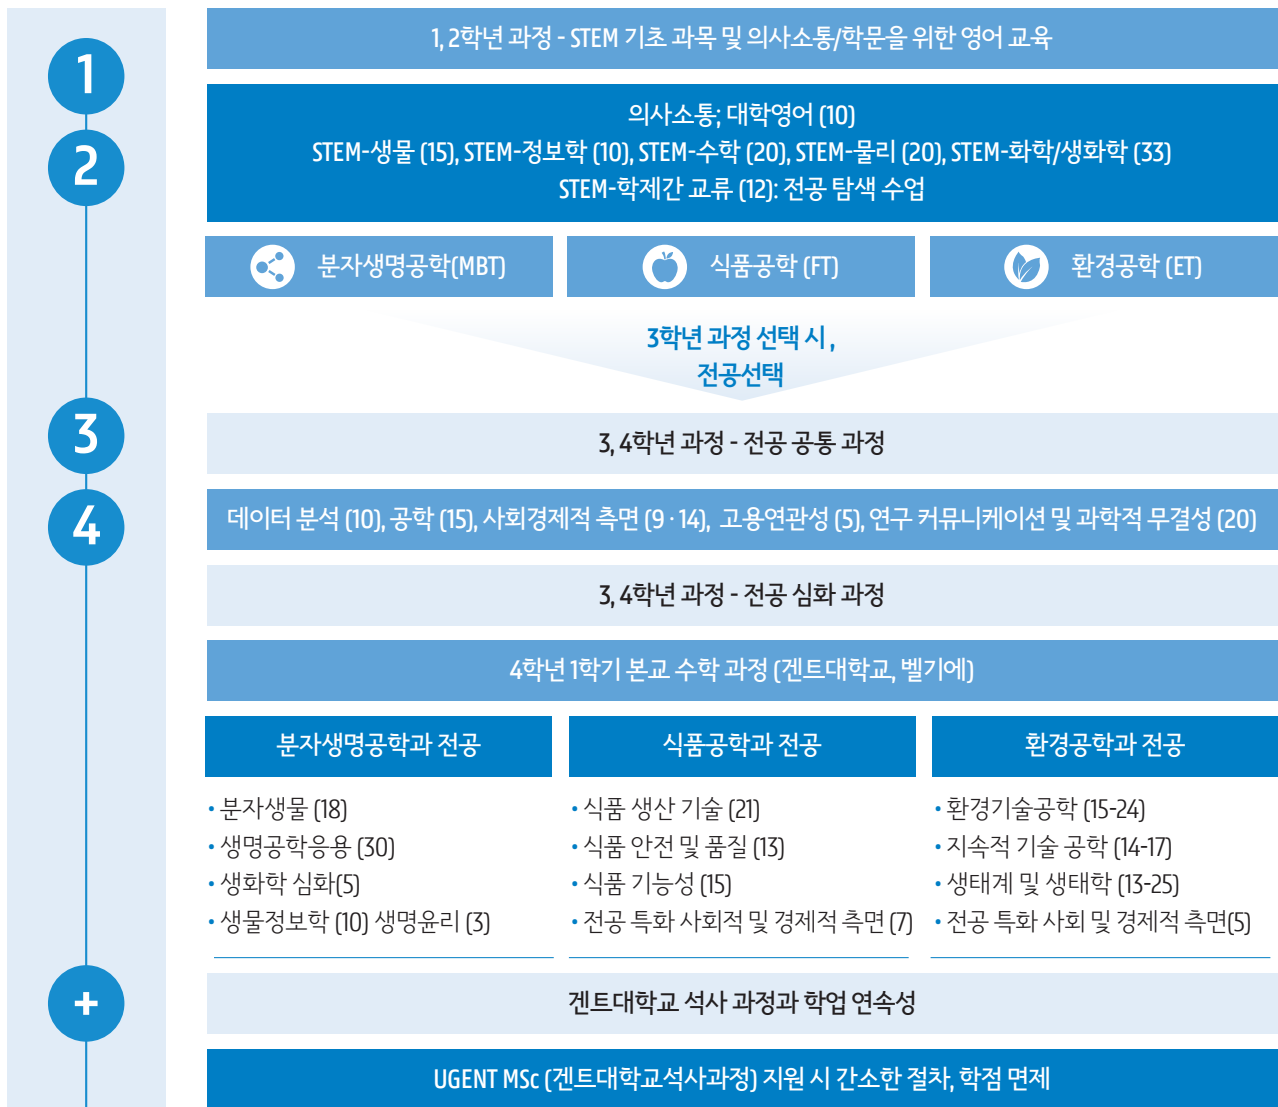 1
1, 2학년 과정 - STEM 기초 과목 및 의사소통/학문을 위한 영어 교육
2
의사소통; 대학영어 (10)
STEM-생물 (15), STEM-정보학 (10), STEM-수학 (20), STEM-물리 (20), STEM-화학/생화학 (33)
STEM-학제간 교류 (12): 전공 탐색 수업
분자생명공학(MBT)
식품공학 (FT)
환경공학 (ET)
3학년 과정 선택 시 ,
전공선택
3
3, 4학년 과정 - 전공 공통 과정
4
데이터 분석 (10), 공학 (15), 사회경제적 측면 (9 · 14), 고용연관성 (5), 연구 커뮤니케이션 및 과학적 무결성 (20)
3, 4학년 과정 - 전공 심화 과정
4학년 1학기 본교 수학 과정 (겐트대학교, 벨기에)
분자생명공학과 전공
• 분자생물 (18)
• 생명공학응용 (30)
• 생화학 심화(5)
• 생물정보학 (10) 생명윤리 (3)
식품공학과 전공
• 식품 생산 기술 (21)
• 식품 안전 및 품질 (13)
• 식품 기능성 (15)
• 전공 특화 사회적 및 경제적 측면 (7)
환경공학과 전공
• 환경기술공학 (15-24)
• 지속적 기술 공학 (14-17)
• 생태계 및 생태학 (13-25)
• 전공 특화 사회 및 경제적 측면(5)
+
겐트대학교 석사 과정과 학업 연속성
UGENT MSc (겐트대학교석사과정) 지원 시 간소한 절차, 학점 면제